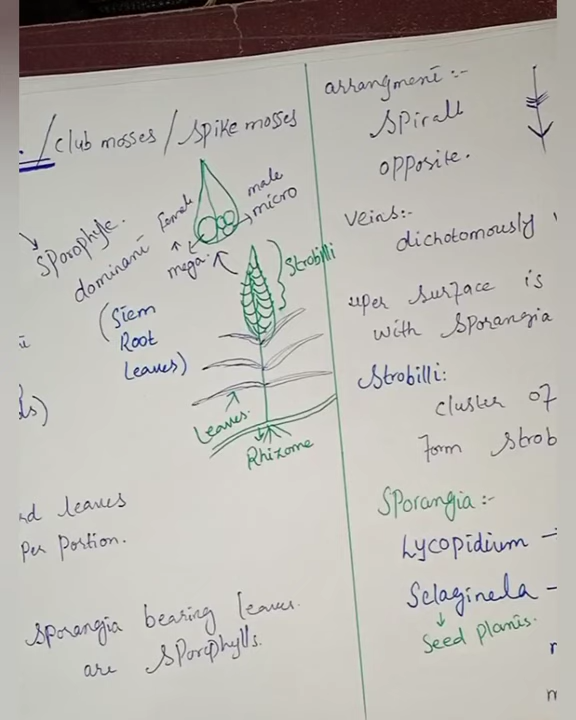 /club mosses / spike mosses
sporophyte
dominant
Female
male
mega
micro
Strobilli
(stem
Root
Leaves)
Leaves
Rhizome
nd leaves
per portion.
sporangia bearing leaves
are sporophylls.
arrangment :-
spirall
opposite.
Veins:-
dichotomously
uper surface is
with sporangia
Strobilli:
cluster of
form strob
Sporangia :-
Lycopidium -
Selaginela -
Seed plants.